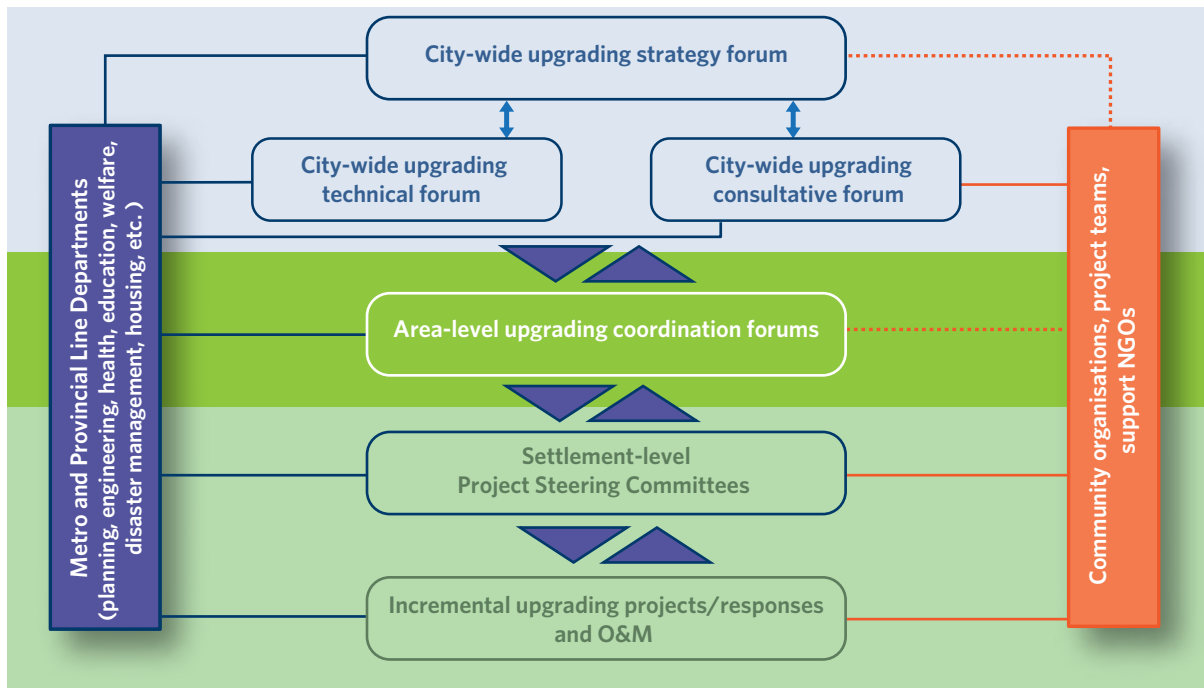 City-wide upgrading strategy forum
City-wide upgrading
technical forum
City-wide upgrading
consultative forum
Metro and Provincial Line Departments
(planning, engineering, health, education, welfare,
disaster management, housing, etc. )
Area-level upgrading coordination forums
Community organisations, project teams,
support NGOs
Settlement-level
Project Steering Committees
Incremental upgrading projects/responses
and O&M